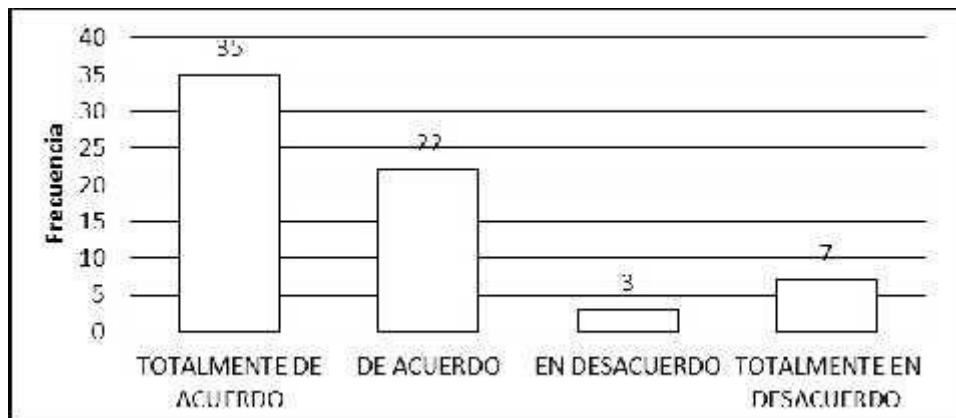 40
35
35
30
25
22
20
15
10
7
5
3
0
Frecuencia
TOTALMENTE DE ACUERDO
DE ACUERDO
EN DESACUERDO
TOTALMENTE EN DESACUERDO